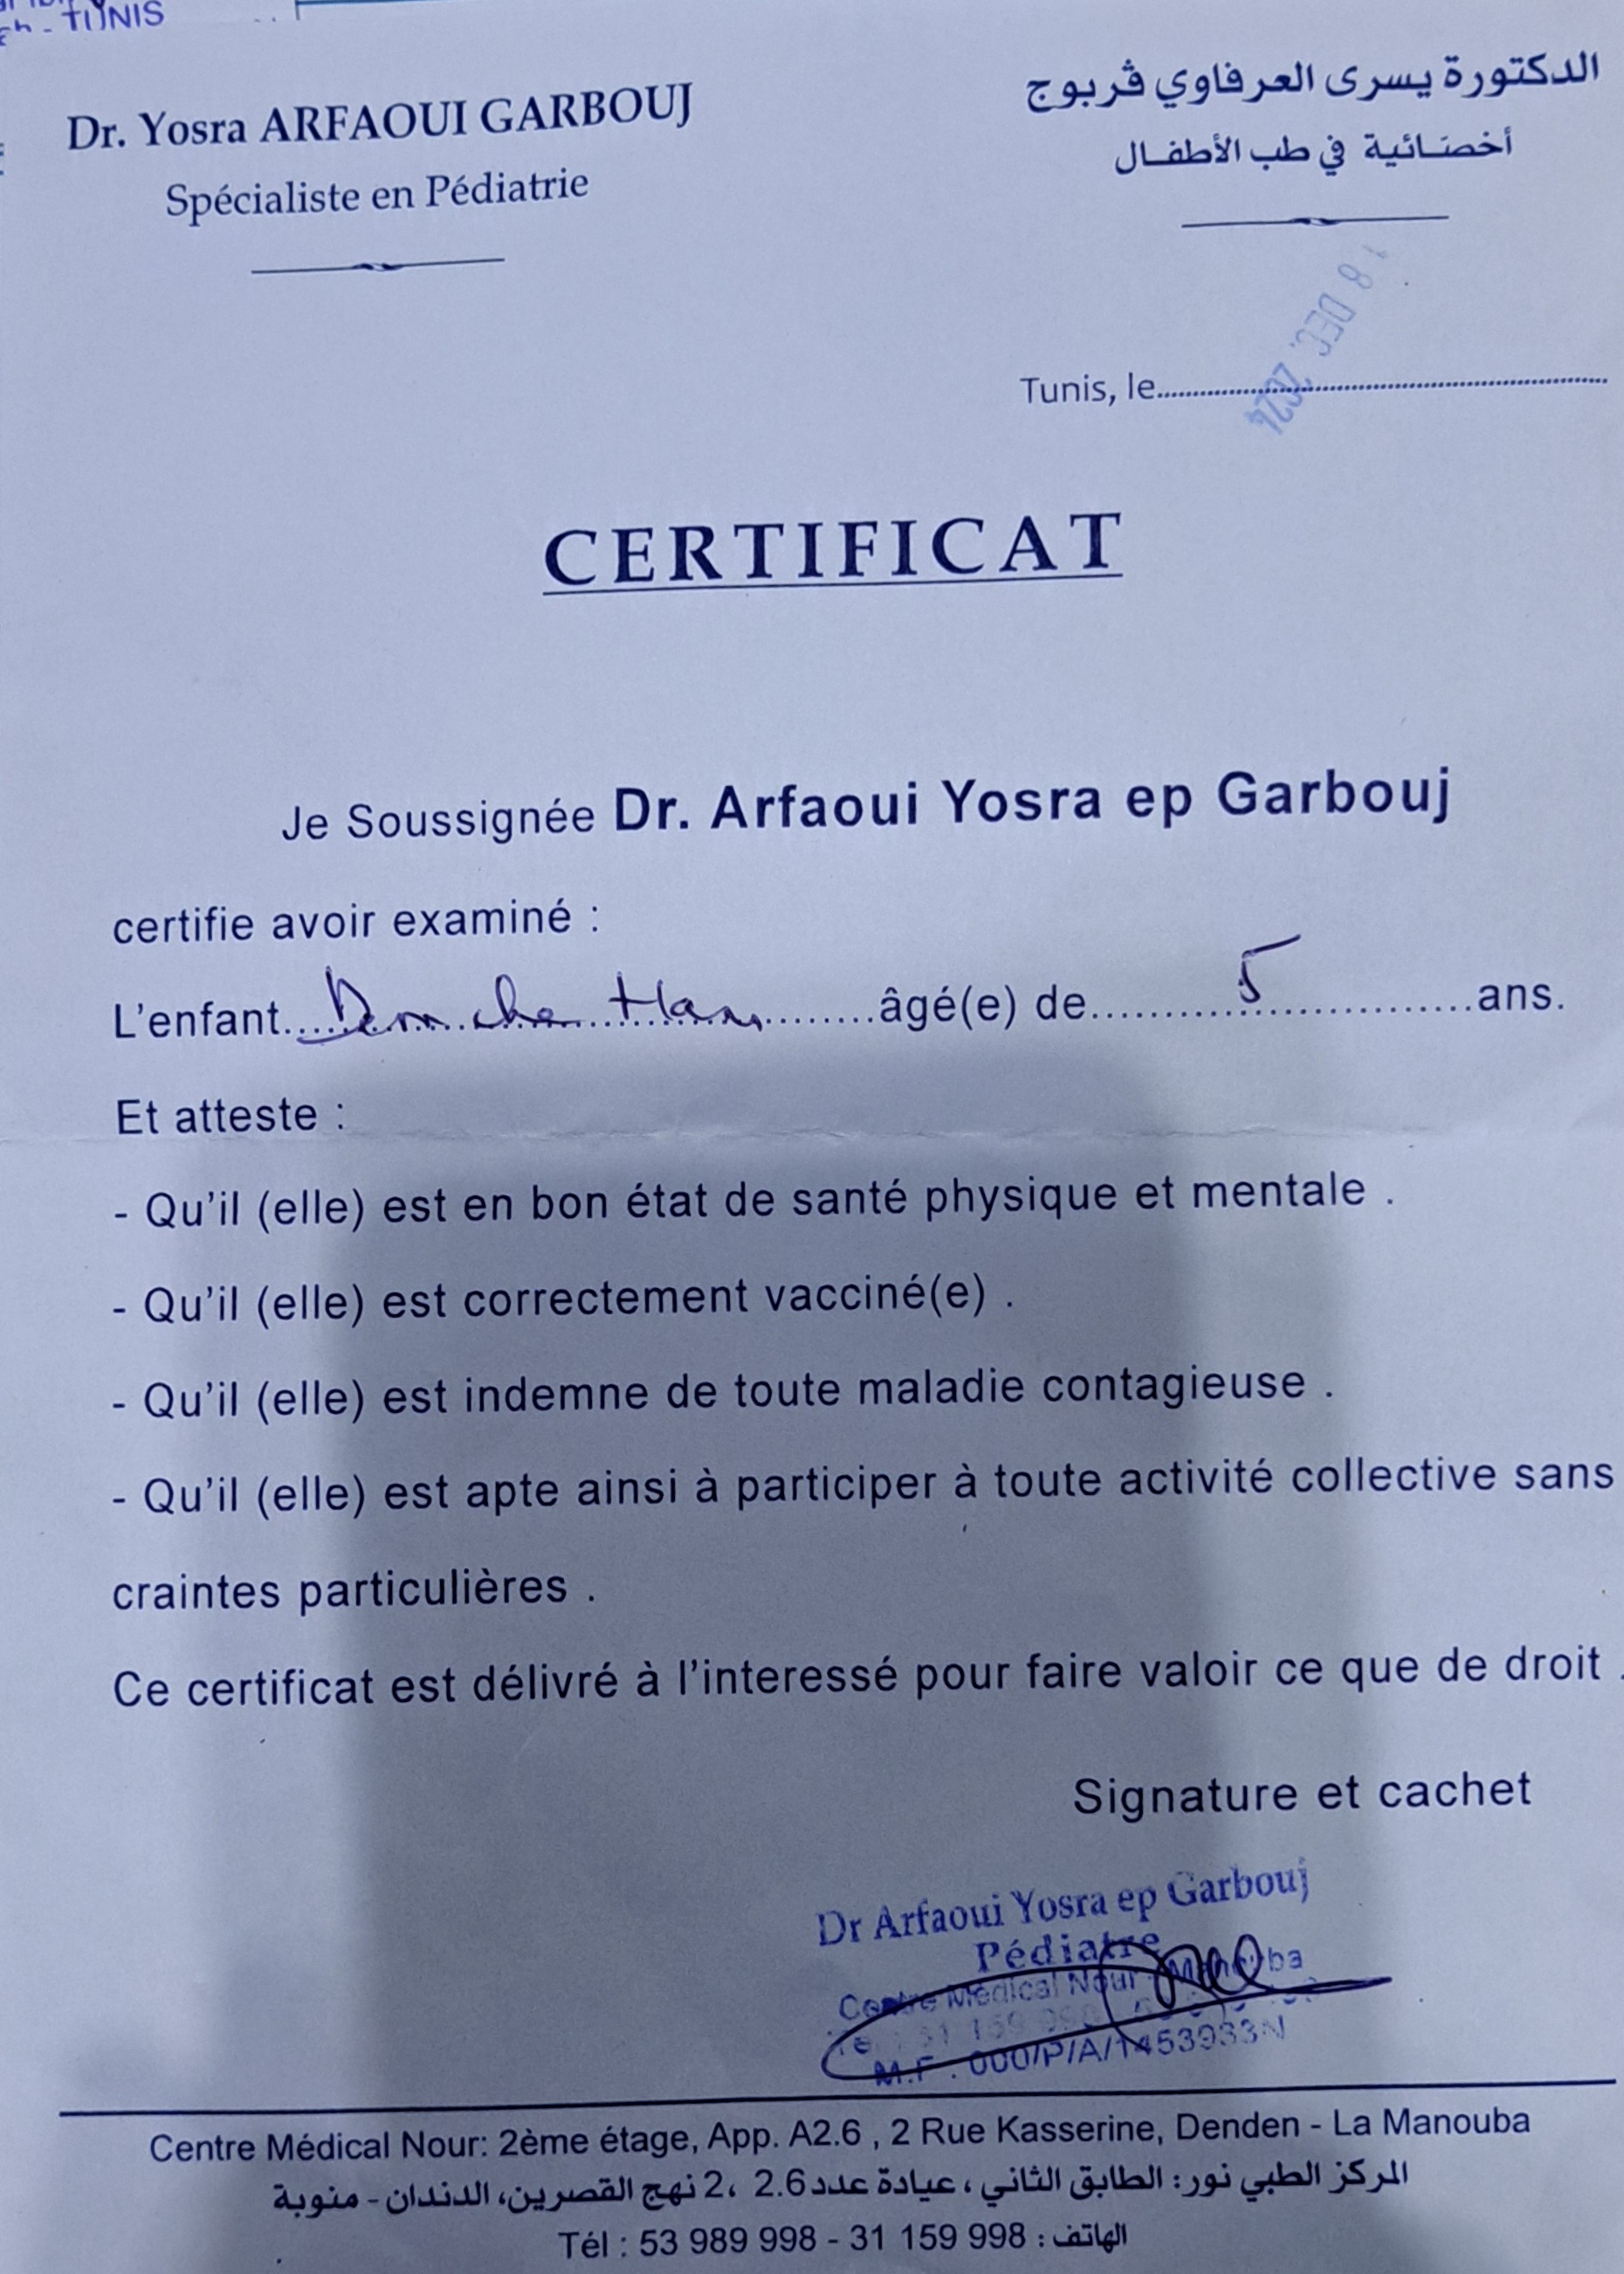 TUNIS
Dr. Yosra ARFAOUI GARBOUJ
Spécialiste en Pédiatrie
الدكتورة يسرى العرفاوي ڤربوج
أخصائية في طب الأطفال
18 DEC. 2024
Tunis, le
CERTIFICAT
Je Soussignée Dr. Arfaoui Yosra ep Garbouj
certifie avoir examiné :
L'enfant âgé(e) de 5 ans.
Et atteste :
- Qu'il (elle) est en bon état de santé physique et mentale .
- Qu'il (elle) est correctement vacciné(e) .
- Qu'il (elle) est indemne de toute maladie contagieuse .
- Qu'il (elle) est apte ainsi à participer à toute activité collective sans
craintes particulières .
Ce certificat est délivré à l'interessé pour faire valoir ce que de droit .
Signature et cachet
Dr Arfaoui Yosra ep Garbouj
Pédiatre
Centre Médical Nour Manouba
M.F : 000/P/A/1453933N
Centre Médical Nour: 2ème étage, App. A2.6 , 2 Rue Kasserine, Denden - La Manouba
المركز الطبي نور: الطابق الثاني ، عيادة عدد 2.6 ،2 نهج القصرين، الدندان - منوبة
Tél : 53 989 998 - 31 159 998 : الهاتف